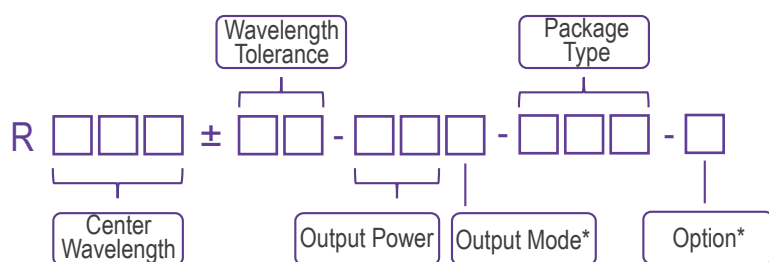 Wavelength
Tolerance
Package
Type
R □□□ ± □□ - □□□ - □□□ - □
Center
Wavelength
Output Power
Output Mode*
Option*